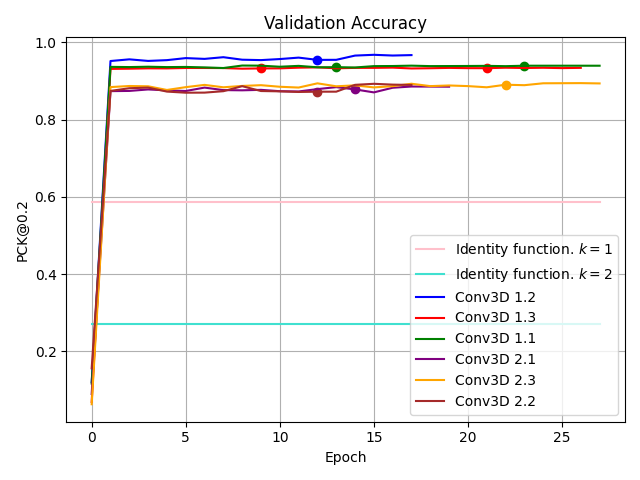 Validation Accuracy
1.0
0.8
0.6
0.4
0.2
PCK@0.2
0 5 10 15 20 25
Epoch
Identity function. k = 1
Identity function. k = 2
Conv3D 1.2
Conv3D 1.3
Conv3D 1.1
Conv3D 2.1
Conv3D 2.3
Conv3D 2.2